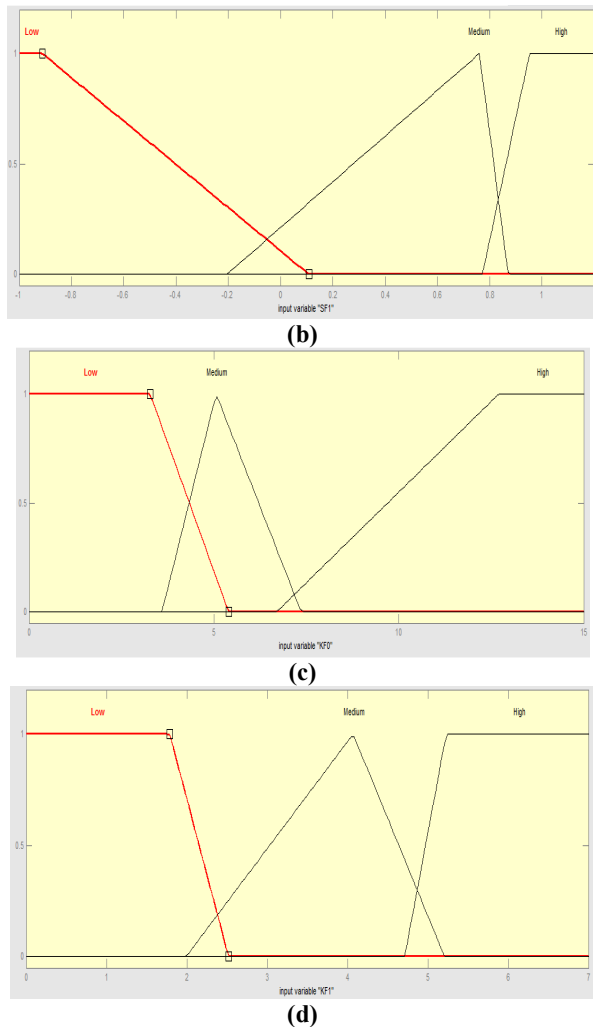 Low Medium High
1
0.5
0
-1 -0.8 -0.6 -0.4 -0.2 0 0.2 0.4 0.6 0.8 1
input variable "SF1"
(b)
Low Medium High
1
0.5
0
0 5 10 15
input variable "KF0"
(c)
Low Medium High
1
0.5
0
0 1 2 3 4 5 6 7
input variable "KF1"
(d)